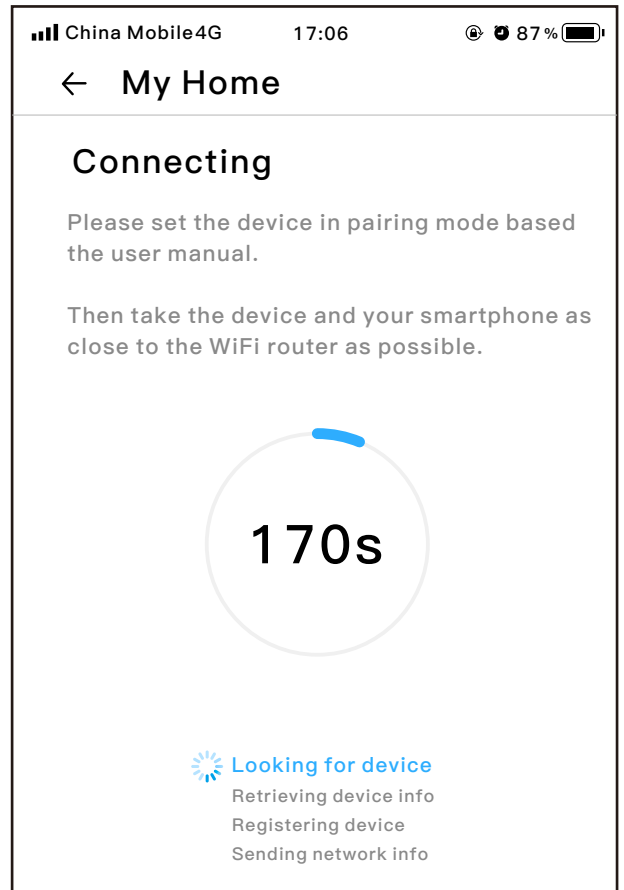 China Mobile4G 17:06 87%
My Home
Connecting
Please set the device in pairing mode based
the user manual.
Then take the device and your smartphone as
close to the WiFi router as possible.
170s
Looking for device
Retrieving device info
Registering device
Sending network info